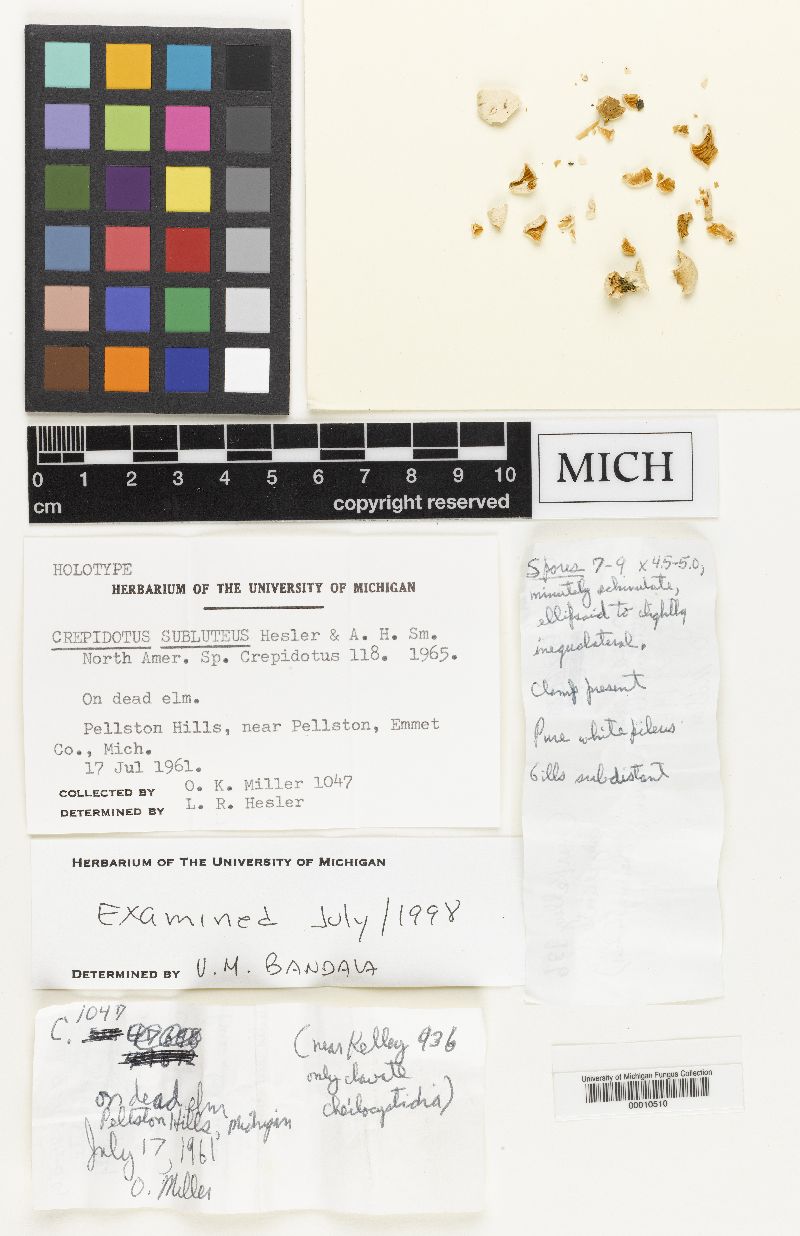 0 1 2 3 4 5 6 7 8 9 10
cm copyright reserved
MICH
HOLOTYPE
HERBARIUM OF THE UNIVERSITY OF MICHIGAN
CREPIDOTUS SUBLUTEUS Hesler & A. H. Sm.
North Amer. Sp. Crepidotus 118. 1965.
On dead elm.
Pellston Hills, near Pellston, Emmet
Co., Mich.
17 Jul 1961.
COLLECTED BY O. K. Miller 1047
DETERMINED BY L. R. Hesler
Spores 7-9 x 4.5-5.0,
minutely echinulate,
ellipsoid to slightly
inequilateral.
Clamp present
Pure white pileus
Gills subdistant
HERBARIUM OF THE UNIVERSITY OF MICHIGAN
Examined July/1998
DETERMINED BY V. M. BANDALA
C. 1047
on dead elm
Pellston Hills, Michigan
July 17, 1961
O. Miller
(near Kelley 936
only clavate
cheilocystidia)
University of Michigan Fungus Collection
00010510